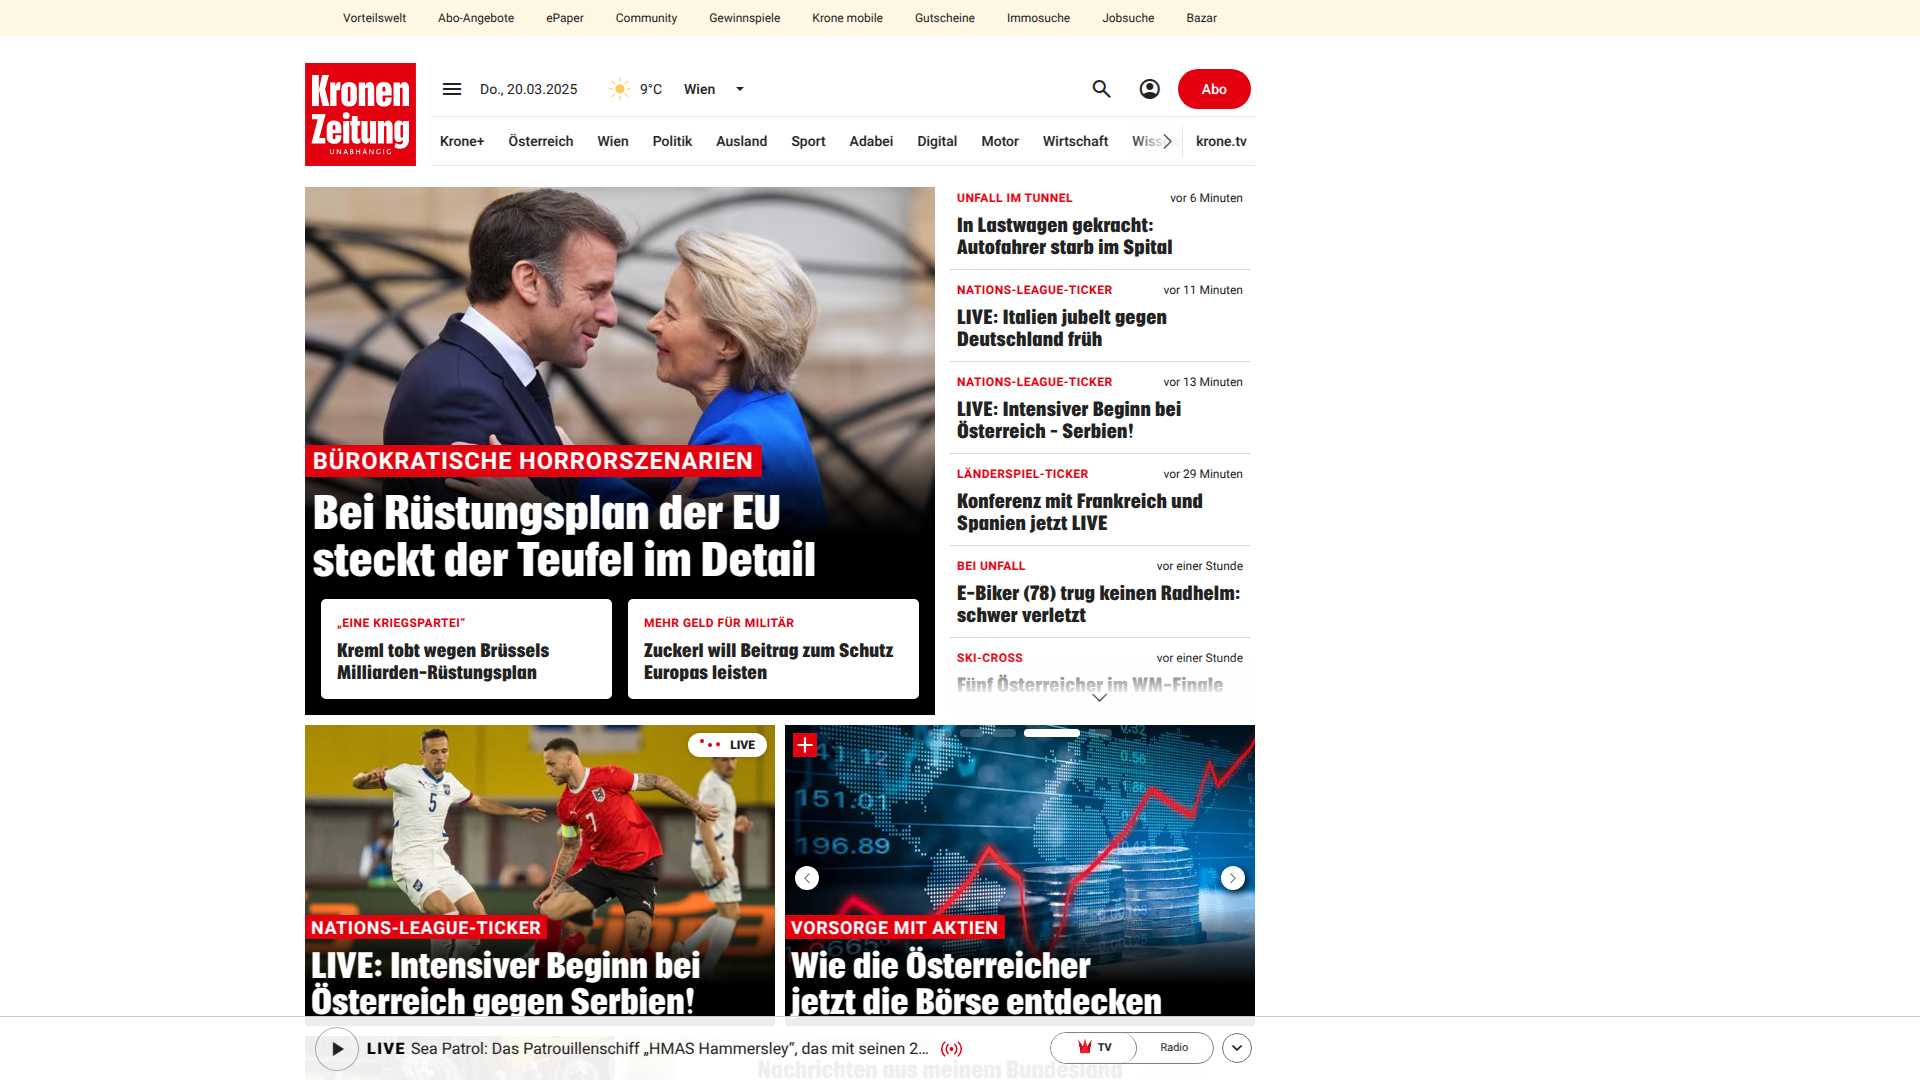 Vorteilswelt Abo-Angebote ePaper Community Gewinnspiele Krone mobile Gutscheine Immosuche Jobsuche Bazar
Kronen
Zeitung
UNABHÄNGIG
Do., 20.03.2025 9°C Wien Abo
Krone+ Österreich Wien Politik Ausland Sport Adabei Digital Motor Wirtschaft krone.tv
BÜROKRATISCHE HORRORSZENARIEN
Bei Rüstungsplan der EU
steckt der Teufel im Detail
„EINE KRIEGSPARTEI“
Kreml tobt wegen Brüssels
Milliarden-Rüstungsplan
MEHR GELD FÜR MILITÄR
Zuckerl will Beitrag zum Schutz
Europas leisten
UNFALL IM TUNNEL vor 6 Minuten
In Lastwagen gekracht:
Autofahrer starb im Spital
NATIONS-LEAGUE-TICKER vor 11 Minuten
LIVE: Italien jubelt gegen
Deutschland früh
NATIONS-LEAGUE-TICKER vor 13 Minuten
LIVE: Intensiver Beginn bei
Österreich - Serbien!
LÄNDERSPIEL-TICKER vor 29 Minuten
Konferenz mit Frankreich und
Spanien jetzt LIVE
BEI UNFALL vor einer Stunde
E-Biker (78) trug keinen Radhelm:
schwer verletzt
SKI-CROSS vor einer Stunde
Fünf Österreicher im WM-Finale
LIVE
5
7
NATIONS-LEAGUE-TICKER
LIVE: Intensiver Beginn bei
Österreich gegen Serbien!
151.01
196.89
0.56
VORSORGE MIT AKTIEN
Wie die Österreicher
jetzt die Börse entdecken
LIVE Sea Patrol: Das Patrouillenschiff „HMAS Hammersley“, das mit seinen 2... TV Radio
Nachrichten aus meinem Bundesland